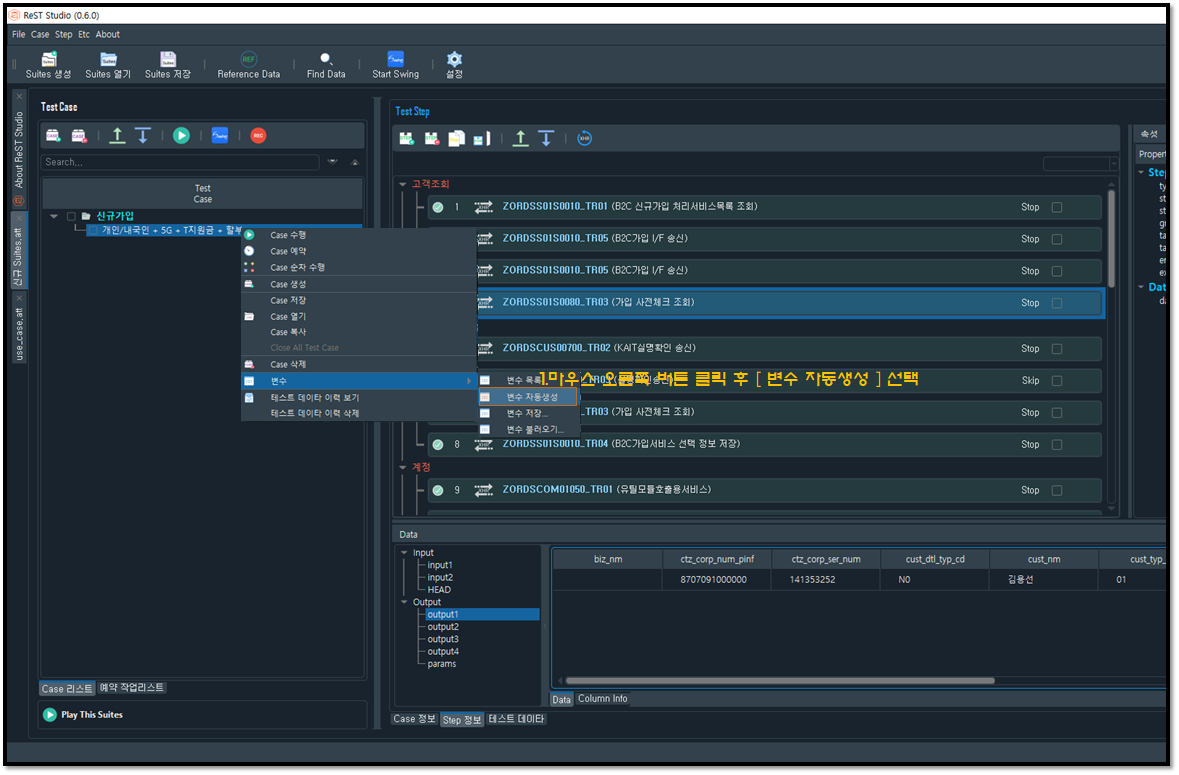 ReST Studio (0.6.0)
File Case Step Etc About
Suites 생성 Suites 열기 Suites 저장 Reference Data Find Data Start Swing 설정
About ReST Studio
신규 Suites.att
use_case.att
Test Case
Search...
Test
Case
신규가입
개인/내국인 + 5G + T지원금 + 할부
Case 수행
Case 예약
Case 순차 수행
Case 생성
Case 저장
Case 열기
Case 복사
Close All Test Case
Case 삭제
변수
테스트 데이타 이력 보기
테스트 데이타 이력 삭제
변수 목록
변수 자동생성
변수 저장...
변수 불러오기...
1.마우스 오른쪽 버튼 클릭 후 [ 변수 자동생성 ] 선택
Case 리스트 예약 작업리스트
Play This Suites
Test Step
고객조회
1 ZORDSS01S0010_TR01 (B2C 신규가입 처리서비스목록 조회) Stop
ZORDSS01S0010_TR05 (B2C가입 I/F 송신) Stop
ZORDSS01S0010_TR05 (B2C가입 I/F 송신) Stop
ZORDSS01S0080_TR03 (가입 사전체크 조회) Stop
ZORDSCUS00700_TR02 (KAIT실명확인 송신) Stop
Skip
_TR03 (가입 사전체크 조회) Stop
8 ZORDSS01S0010_TR04 (B2C가입서비스 선택 정보 저장) Stop
계정
9 ZORDSCOM01050_TR01 (유틸모듈호출용서비스) Stop
속성
Propert
Step
ty
st
st
gu
ta
ta
er
ex
Dat
da
Data
Input
input1
input2
HEAD
Output
output1
output2
output3
output4
params
biz_nm ctz_corp_num_pinf ctz_corp_ser_num cust_dtl_typ_cd cust_nm cust_typ_
8707091000000 141353252 N0 김용선 01
Data Column Info
Case 정보 Step 정보 테스트 데이타